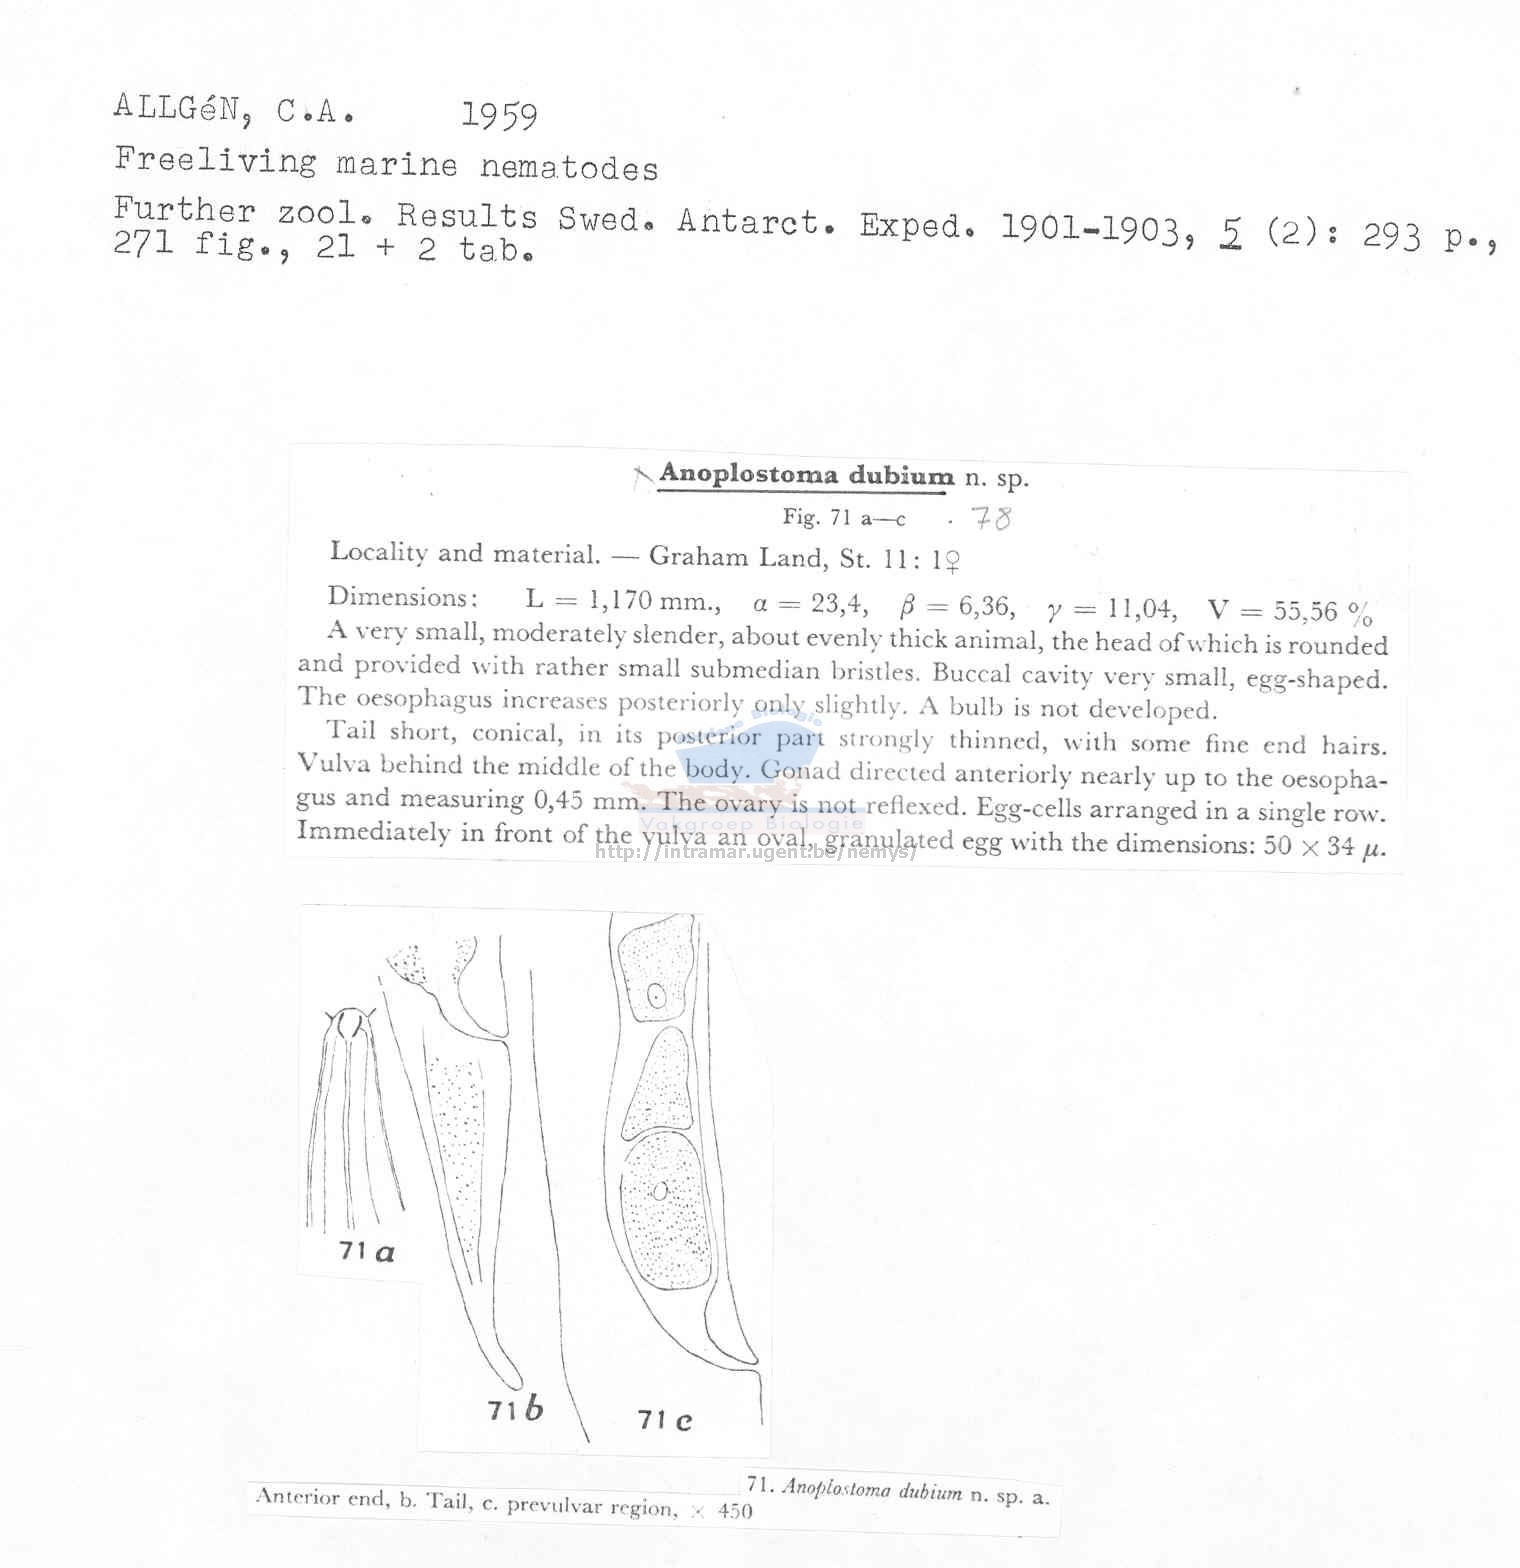 ALLGéN, C.A. 1959
Freeliving marine nematodes
Further zool. Results Swed. Antarct. Exped. 1901-1903, 5 (2): 293 p.,
271 fig., 21 + 2 tab.
Anoplostoma dubium n. sp.
Fig. 71 a—c . 78
Locality and material. — Graham Land, St. 11: 1♀
Dimensions: L = 1,170 mm., α = 23,4, β = 6,36, γ = 11,04, V = 55,56 %
A very small, moderately slender, about evenly thick animal, the head of which is rounded
and provided with rather small submedian bristles. Buccal cavity very small, egg-shaped.
The oesophagus increases posteriorly only slightly. A bulb is not developed.
Tail short, conical, in its posterior part strongly thinned, with some fine end hairs.
Vulva behind the middle of the body. Gonad directed anteriorly nearly up to the oesopha-
gus and measuring 0,45 mm. The ovary is not reflexed. Egg-cells arranged in a single row.
Vakgroep Biologie
Immediately in front of the vulva an oval, granulated egg with the dimensions: 50 × 34 μ.
http://intramar.ugent.be/nemys/
71 a
71 b
71 c
71. Anoplostoma dubium n. sp. a.
Anterior end, b. Tail, c. prevulvar region, × 450